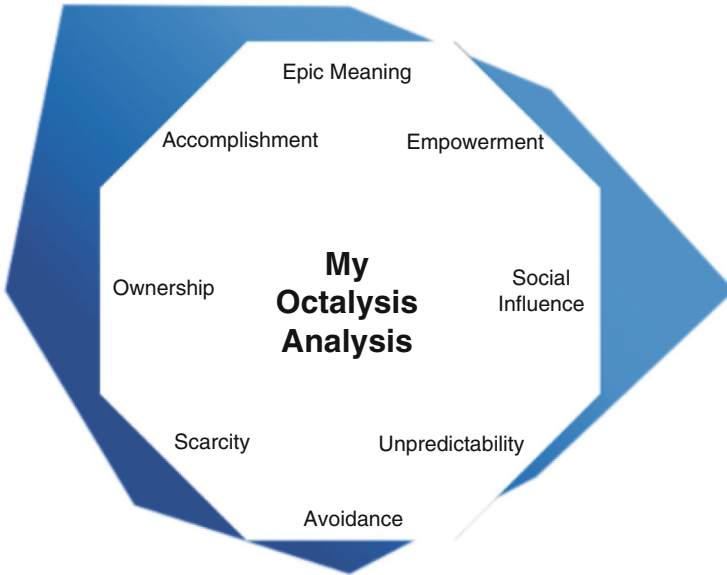 Epic Meaning
Accomplishment
Empowerment
Ownership
My
Octalysis
Analysis
Social
Influence
Scarcity
Unpredictability
Avoidance